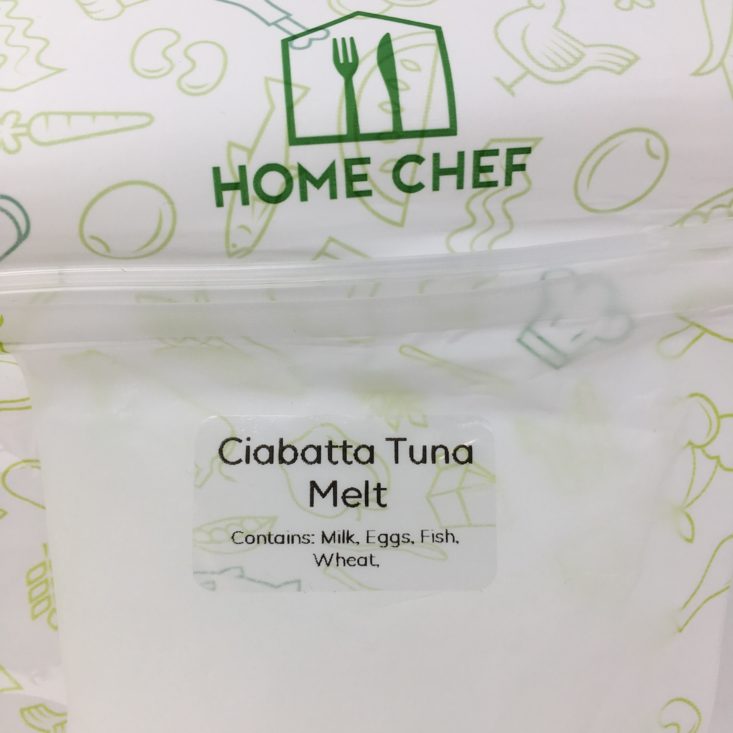 HOME CHEF
Ciabatta Tuna
Melt
Contains: Milk, Eggs, Fish,
Wheat,